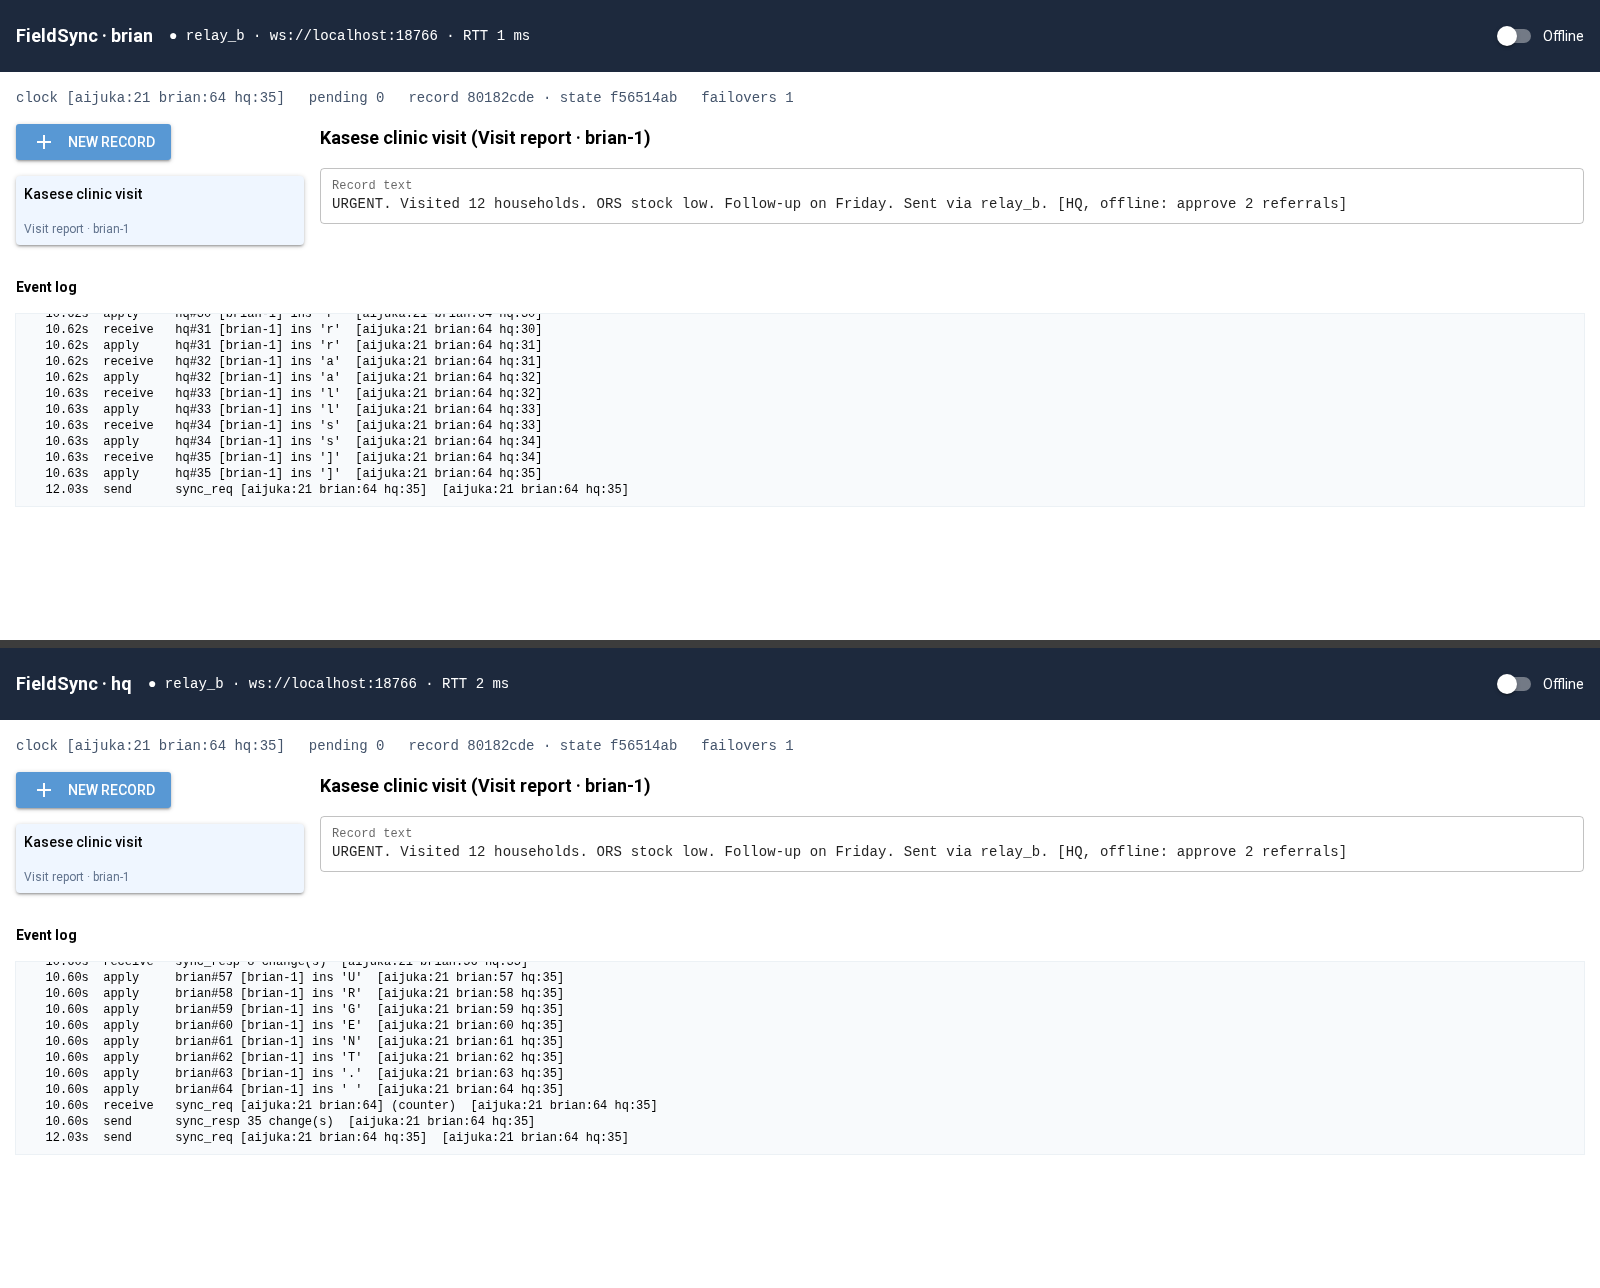 FieldSync · brian ● relay_b · ws://localhost:18766 · RTT 1 ms Offline
clock [aijuka:21 brian:64 hq:35] pending 0 record 80182cde · state f56514ab failovers 1
NEW RECORD
Kasese clinic visit
Visit report · brian-1
Kasese clinic visit (Visit report · brian-1)
Record text
URGENT. Visited 12 households. ORS stock low. Follow-up on Friday. Sent via relay_b. [HQ, offline: approve 2 referrals]
Event log
10.62s receive hq#31 [brian-1] ins 'r' [aijuka:21 brian:64 hq:30]
10.62s apply hq#31 [brian-1] ins 'r' [aijuka:21 brian:64 hq:31]
10.62s receive hq#32 [brian-1] ins 'a' [aijuka:21 brian:64 hq:31]
10.62s apply hq#32 [brian-1] ins 'a' [aijuka:21 brian:64 hq:32]
10.63s receive hq#33 [brian-1] ins 'l' [aijuka:21 brian:64 hq:32]
10.63s apply hq#33 [brian-1] ins 'l' [aijuka:21 brian:64 hq:33]
10.63s receive hq#34 [brian-1] ins 's' [aijuka:21 brian:64 hq:33]
10.63s apply hq#34 [brian-1] ins 's' [aijuka:21 brian:64 hq:34]
10.63s receive hq#35 [brian-1] ins ']' [aijuka:21 brian:64 hq:34]
10.63s apply hq#35 [brian-1] ins ']' [aijuka:21 brian:64 hq:35]
12.03s send sync_req [aijuka:21 brian:64 hq:35] [aijuka:21 brian:64 hq:35]
FieldSync · hq ● relay_b · ws://localhost:18766 · RTT 2 ms Offline
clock [aijuka:21 brian:64 hq:35] pending 0 record 80182cde · state f56514ab failovers 1
NEW RECORD
Kasese clinic visit
Visit report · brian-1
Kasese clinic visit (Visit report · brian-1)
Record text
URGENT. Visited 12 households. ORS stock low. Follow-up on Friday. Sent via relay_b. [HQ, offline: approve 2 referrals]
Event log
10.60s apply brian#57 [brian-1] ins 'U' [aijuka:21 brian:57 hq:35]
10.60s apply brian#58 [brian-1] ins 'R' [aijuka:21 brian:58 hq:35]
10.60s apply brian#59 [brian-1] ins 'G' [aijuka:21 brian:59 hq:35]
10.60s apply brian#60 [brian-1] ins 'E' [aijuka:21 brian:60 hq:35]
10.60s apply brian#61 [brian-1] ins 'N' [aijuka:21 brian:61 hq:35]
10.60s apply brian#62 [brian-1] ins 'T' [aijuka:21 brian:62 hq:35]
10.60s apply brian#63 [brian-1] ins '.' [aijuka:21 brian:63 hq:35]
10.60s apply brian#64 [brian-1] ins ' ' [aijuka:21 brian:64 hq:35]
10.60s receive sync_req [aijuka:21 brian:64] (counter) [aijuka:21 brian:64 hq:35]
10.60s send sync_resp 35 change(s) [aijuka:21 brian:64 hq:35]
12.03s send sync_req [aijuka:21 brian:64 hq:35] [aijuka:21 brian:64 hq:35]